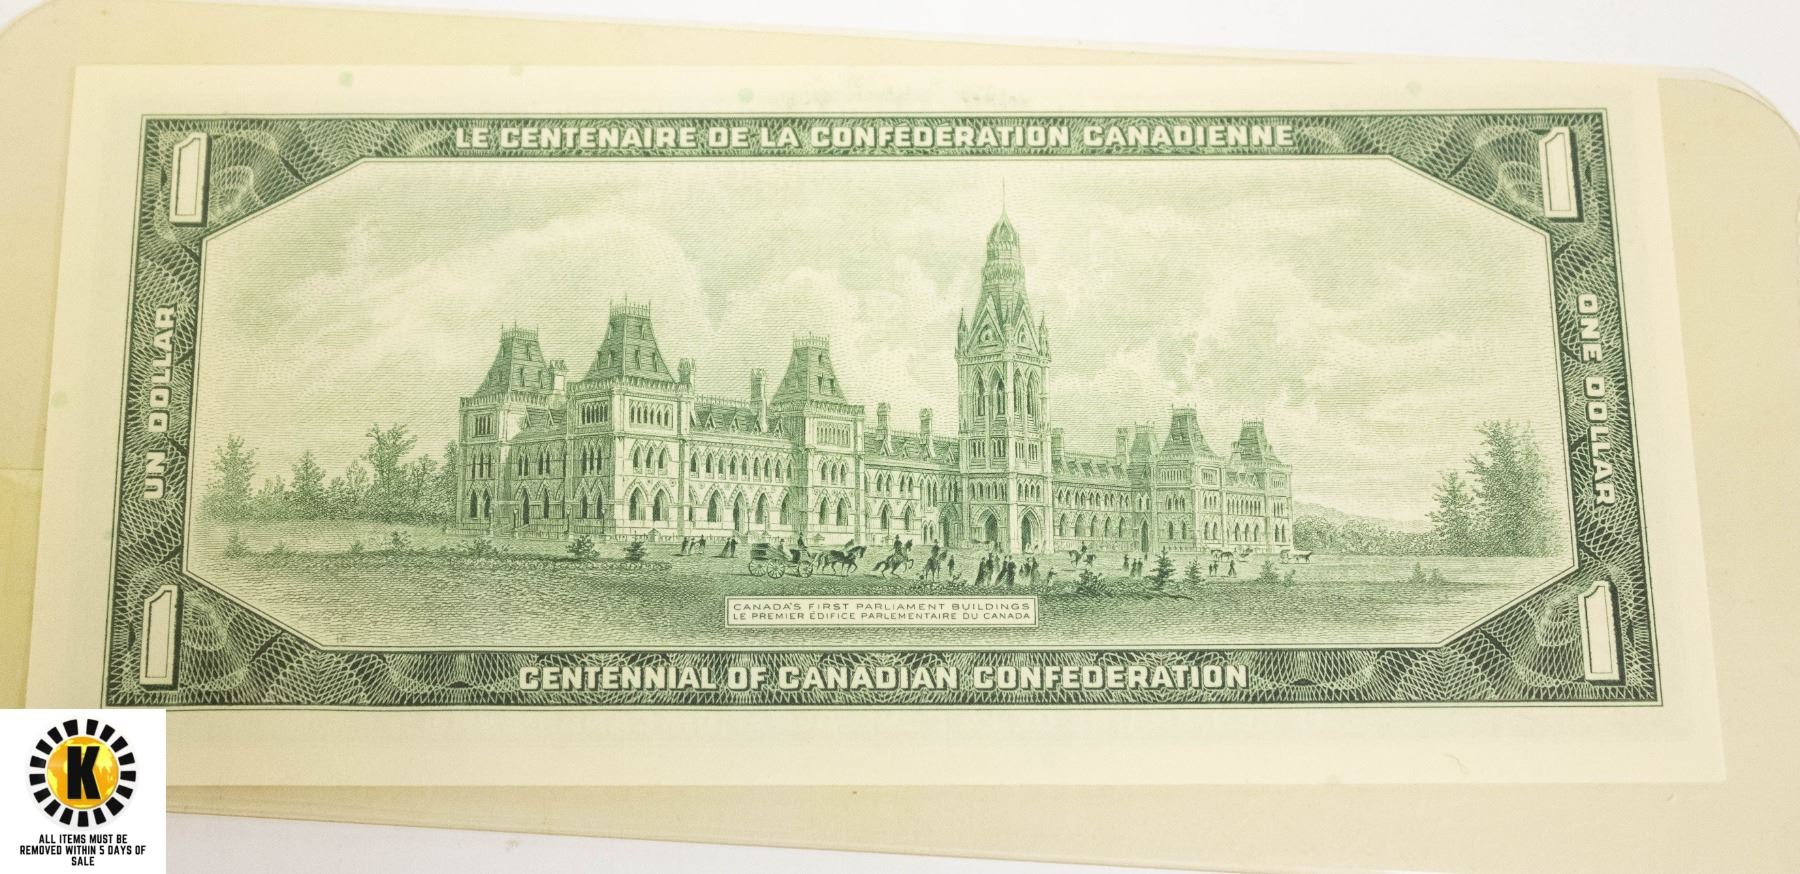 1
LE CENTENAIRE DE LA CONFÉDÉRATION CANADIENNE
1
UN DOLLAR
ONE DOLLAR
CANADA'S FIRST PARLIAMENT BUILDINGS
LE PREMIER ÉDIFICE PARLEMENTAIRE DU CANADA
1
CENTENNIAL OF CANADIAN CONFEDERATION
1
K
ALL ITEMS MUST BE
REMOVED WITHIN 5 DAYS OF
SALE